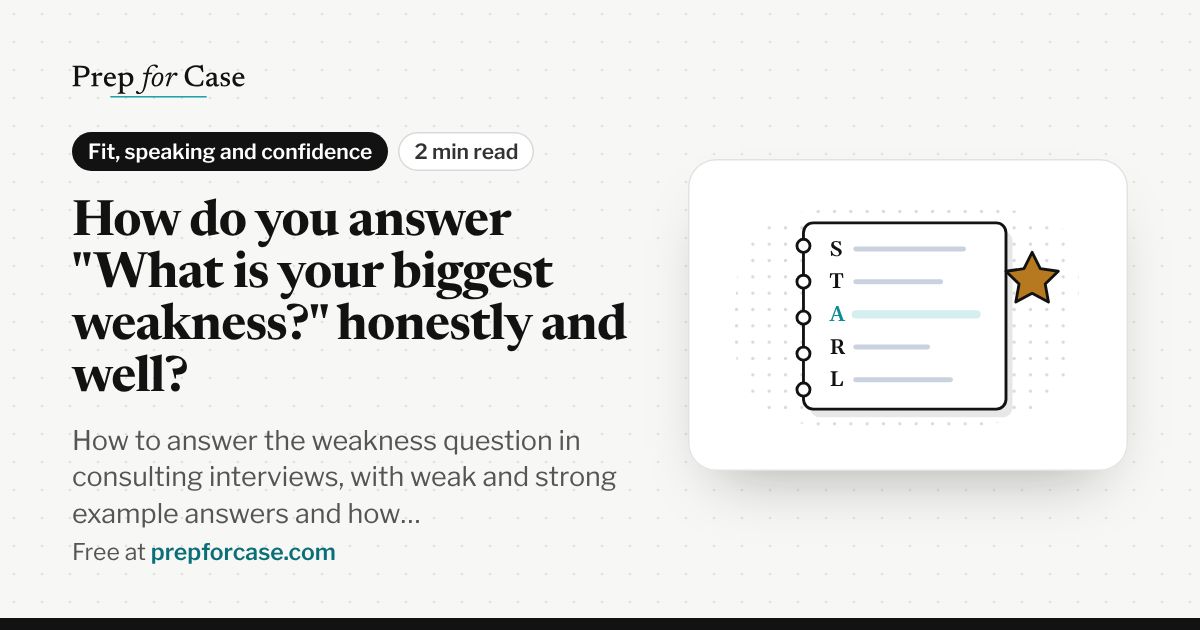 Prep for Case
Fit, speaking and confidence
2 min read
How do you answer
"What is your biggest
weakness?" honestly and
well?
How to answer the weakness question in
consulting interviews, with weak and strong
example answers and how...
Free at prepforcase.com
S
T
A
R
L